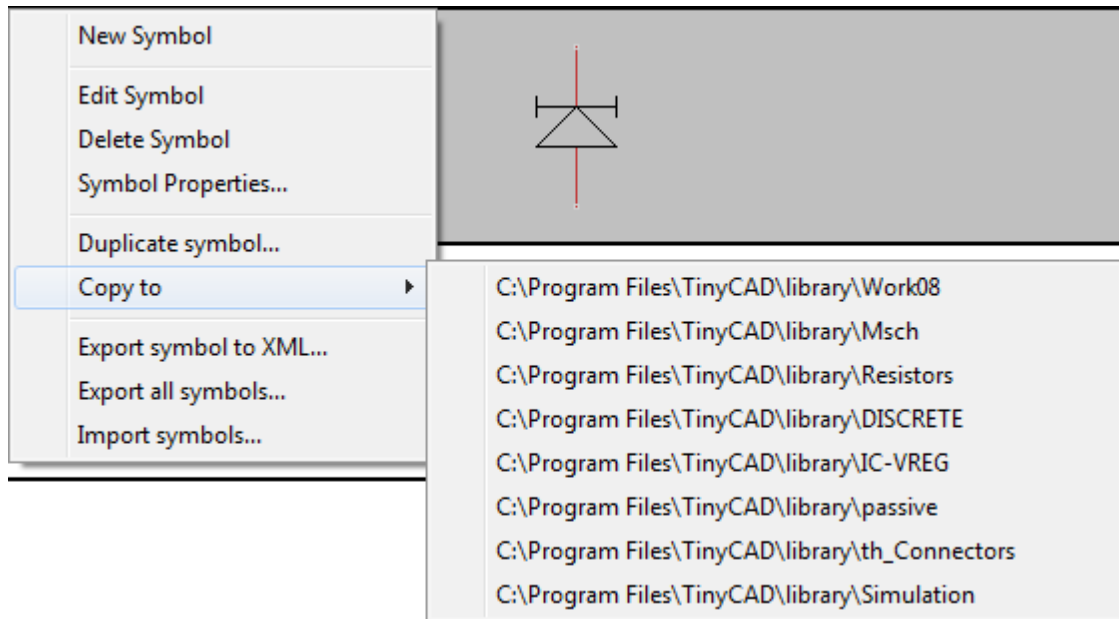 New Symbol
Edit Symbol
Delete Symbol
Symbol Properties...
Duplicate symbol...
Copy to
Export symbol to XML...
Export all symbols...
Import symbols...
C:\Program Files\TinyCAD\library\Work08
C:\Program Files\TinyCAD\library\Msch
C:\Program Files\TinyCAD\library\Resistors
C:\Program Files\TinyCAD\library\DISCRETE
C:\Program Files\TinyCAD\library\IC-VREG
C:\Program Files\TinyCAD\library\passive
C:\Program Files\TinyCAD\library\th_Connectors
C:\Program Files\TinyCAD\library\Simulation